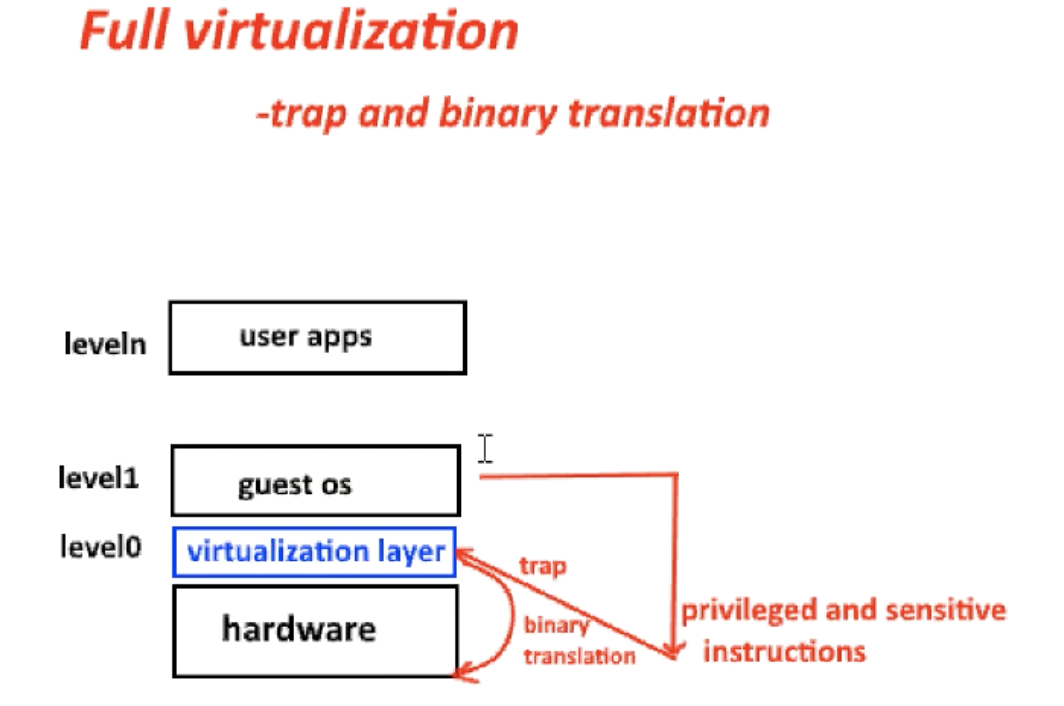 Full virtualization
-trap and binary translation
leveln
user apps
level1
guest os
level0
virtualization layer
trap
hardware
binary
translation
privileged and sensitive
instructions